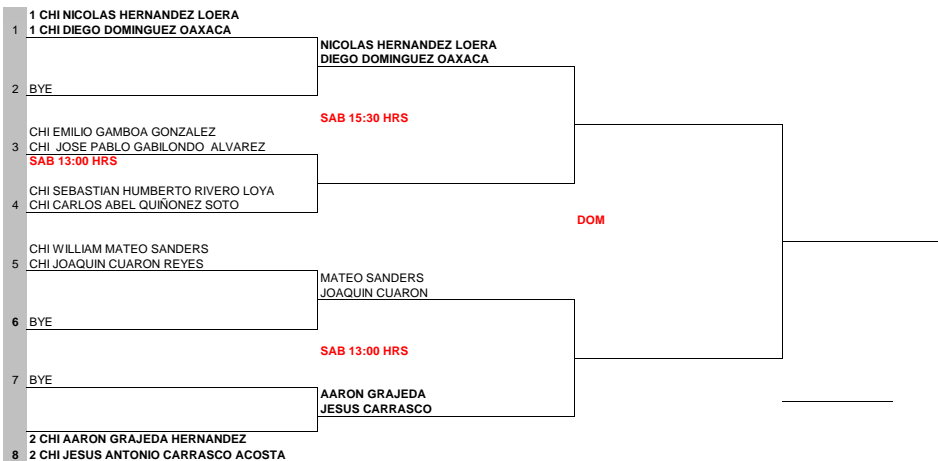 1 CHI NICOLAS HERNANDEZ LOERA
1 1 CHI DIEGO DOMINGUEZ OAXACA
NICOLAS HERNANDEZ LOERA
DIEGO DOMINGUEZ OAXACA
2 BYE
SAB 15:30 HRS
CHI EMILIO GAMBOA GONZALEZ
3 CHI JOSE PABLO GABILONDO ALVAREZ
SAB 13:00 HRS
CHI SEBASTIAN HUMBERTO RIVERO LOYA
4 CHI CARLOS ABEL QUIÑONEZ SOTO
DOM
CHI WILLIAM MATEO SANDERS
5 CHI JOAQUIN CUARON REYES
MATEO SANDERS
JOAQUIN CUARON
6 BYE
SAB 13:00 HRS
7 BYE
AARON GRAJEDA
JESUS CARRASCO
2 CHI AARON GRAJEDA HERNANDEZ
8 2 CHI JESUS ANTONIO CARRASCO ACOSTA